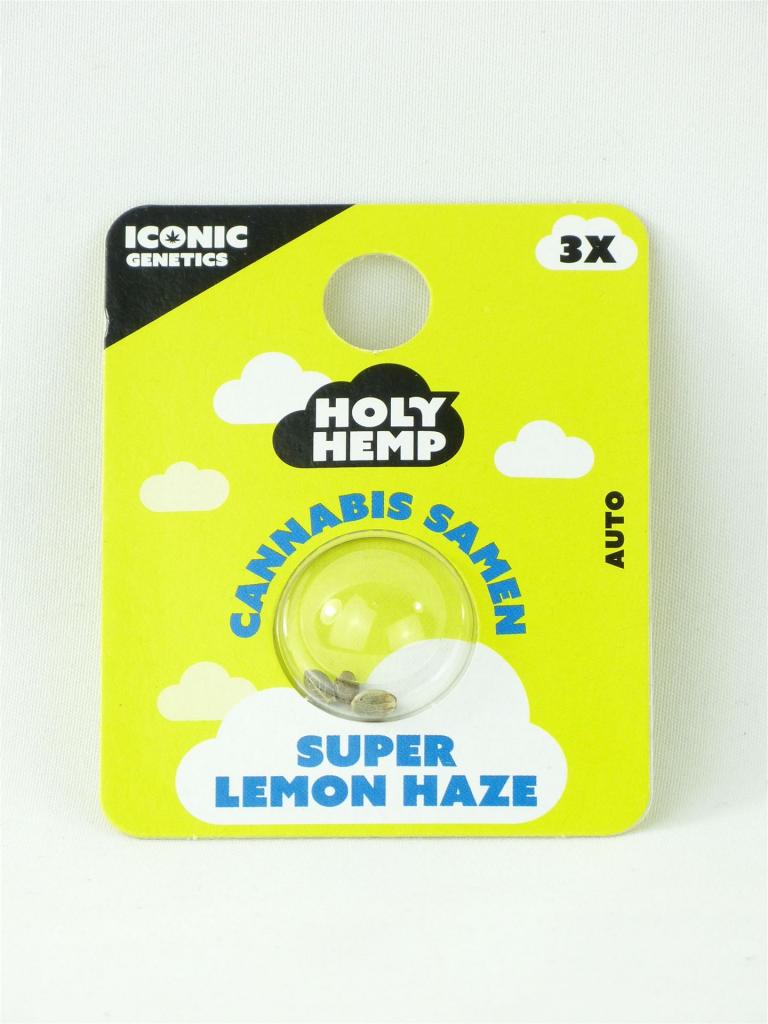 ICONIC
GENETICS
3X
HOLY
HEMP
CANNABIS SAMEN
AUTO
SUPER
LEMON HAZE